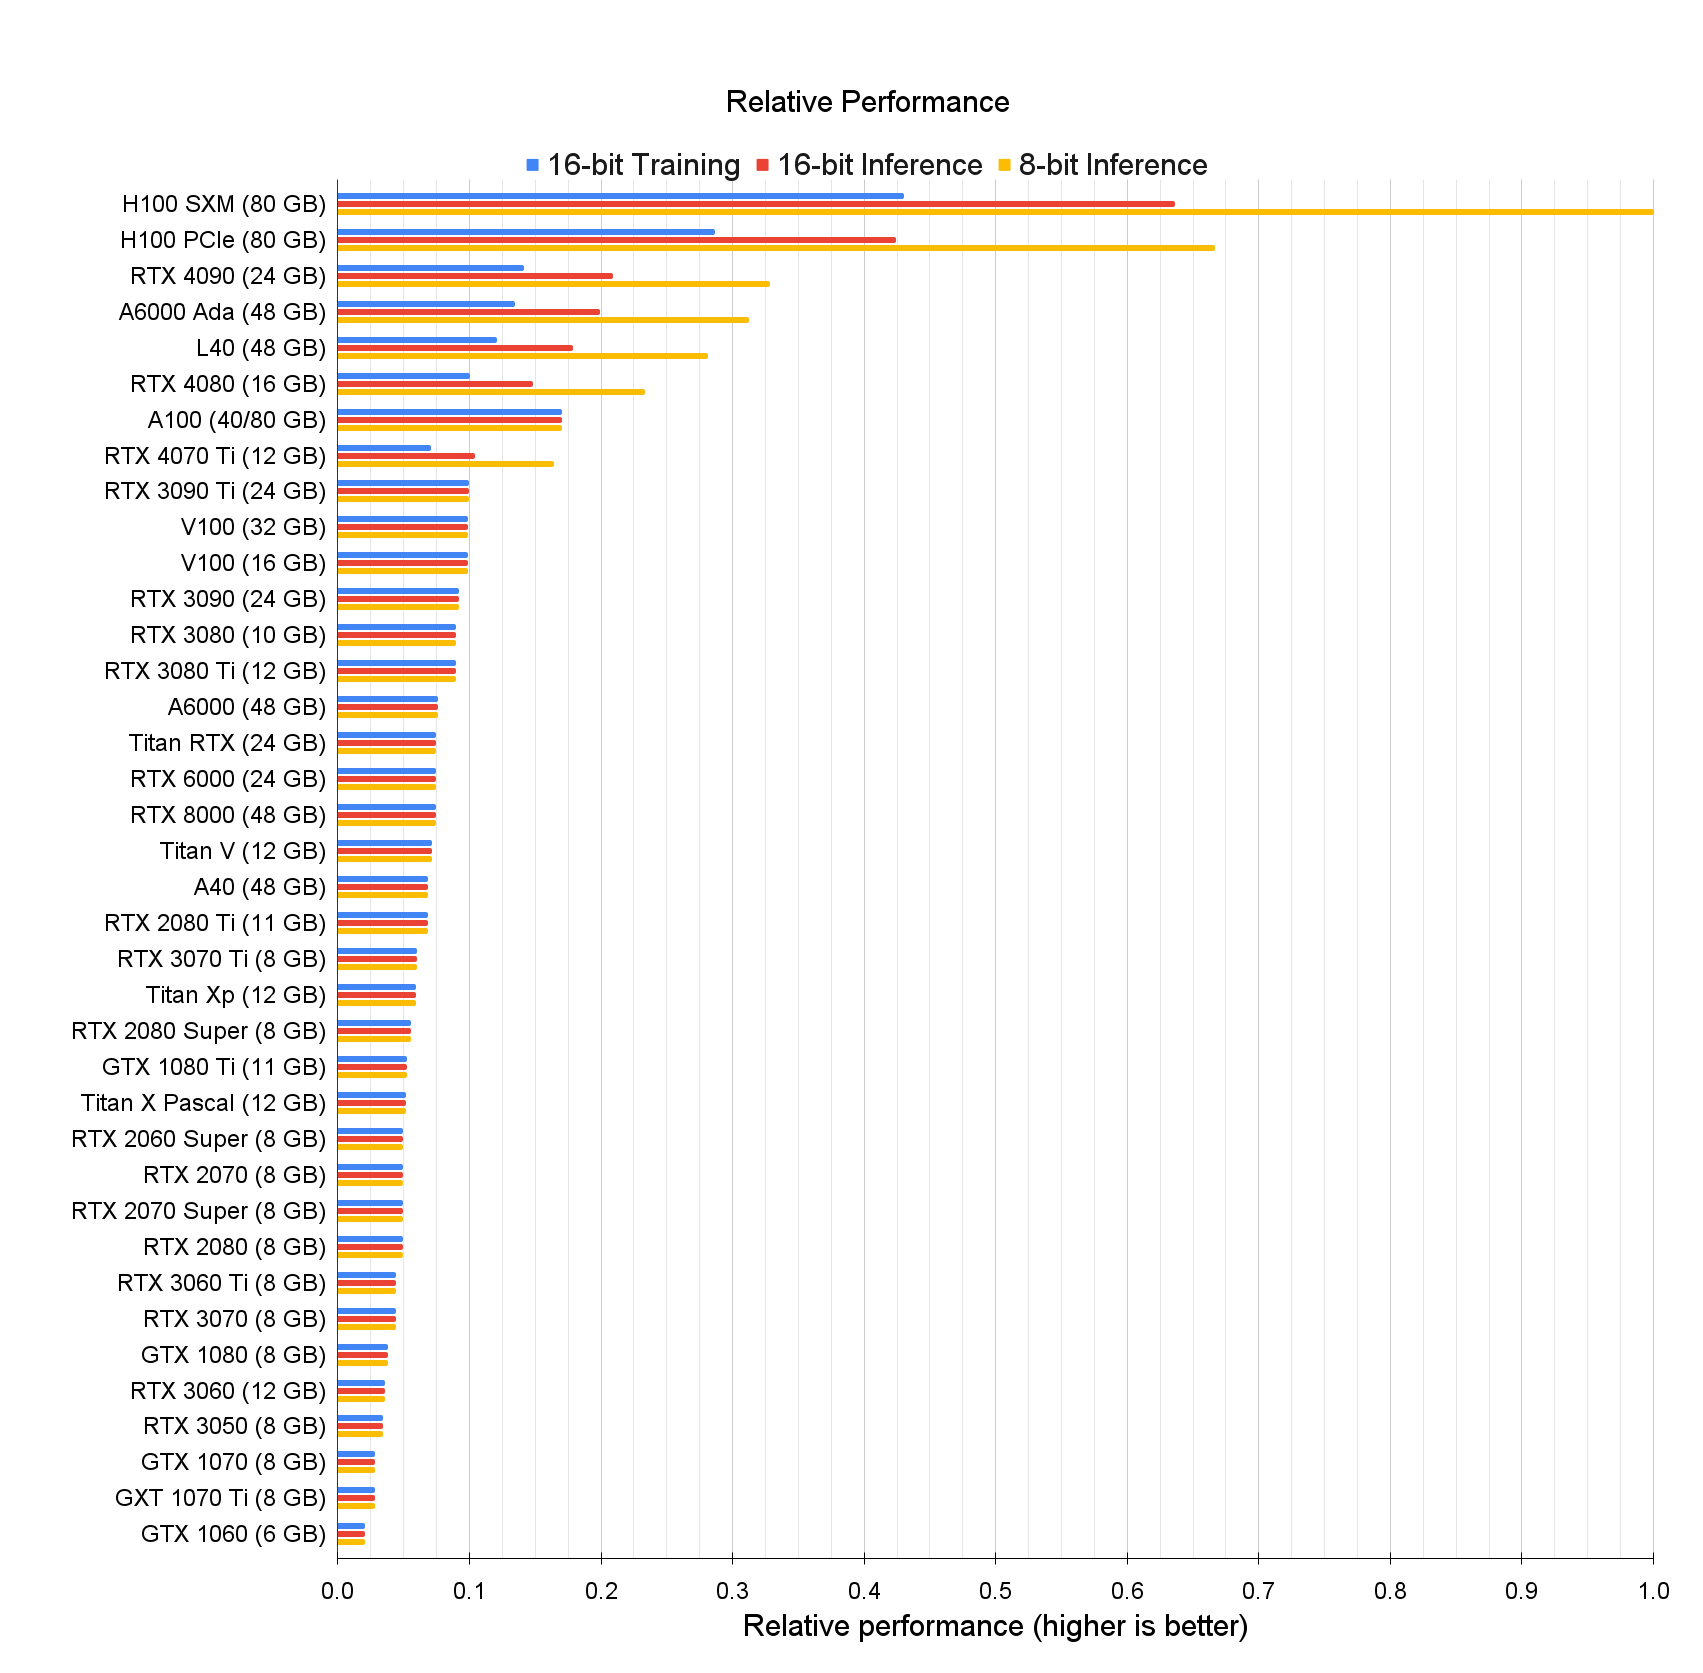 Relative Performance
16-bit Training 16-bit Inference 8-bit Inference
H100 SXM (80 GB)
H100 PCIe (80 GB)
RTX 4090 (24 GB)
A6000 Ada (48 GB)
L40 (48 GB)
RTX 4080 (16 GB)
A100 (40/80 GB)
RTX 4070 Ti (12 GB)
RTX 3090 Ti (24 GB)
V100 (32 GB)
V100 (16 GB)
RTX 3090 (24 GB)
RTX 3080 (10 GB)
RTX 3080 Ti (12 GB)
A6000 (48 GB)
Titan RTX (24 GB)
RTX 6000 (24 GB)
RTX 8000 (48 GB)
Titan V (12 GB)
A40 (48 GB)
RTX 2080 Ti (11 GB)
RTX 3070 Ti (8 GB)
Titan Xp (12 GB)
RTX 2080 Super (8 GB)
GTX 1080 Ti (11 GB)
Titan X Pascal (12 GB)
RTX 2060 Super (8 GB)
RTX 2070 (8 GB)
RTX 2070 Super (8 GB)
RTX 2080 (8 GB)
RTX 3060 Ti (8 GB)
RTX 3070 (8 GB)
GTX 1080 (8 GB)
RTX 3060 (12 GB)
RTX 3050 (8 GB)
GTX 1070 (8 GB)
GXT 1070 Ti (8 GB)
GTX 1060 (6 GB)
0.0 0.1 0.2 0.3 0.4 0.5 0.6 0.7 0.8 0.9 1.0
Relative performance (higher is better)